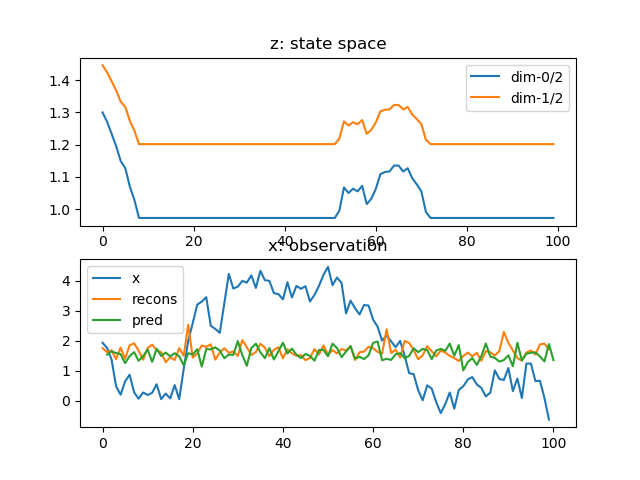 z: state space
1.4
1.3
1.2
1.1
1.0
dim-0/2
dim-1/2
0 20 40 60 80 100
x: observation
4
3
2
1
0
x
recons
pred
0 20 40 60 80 100